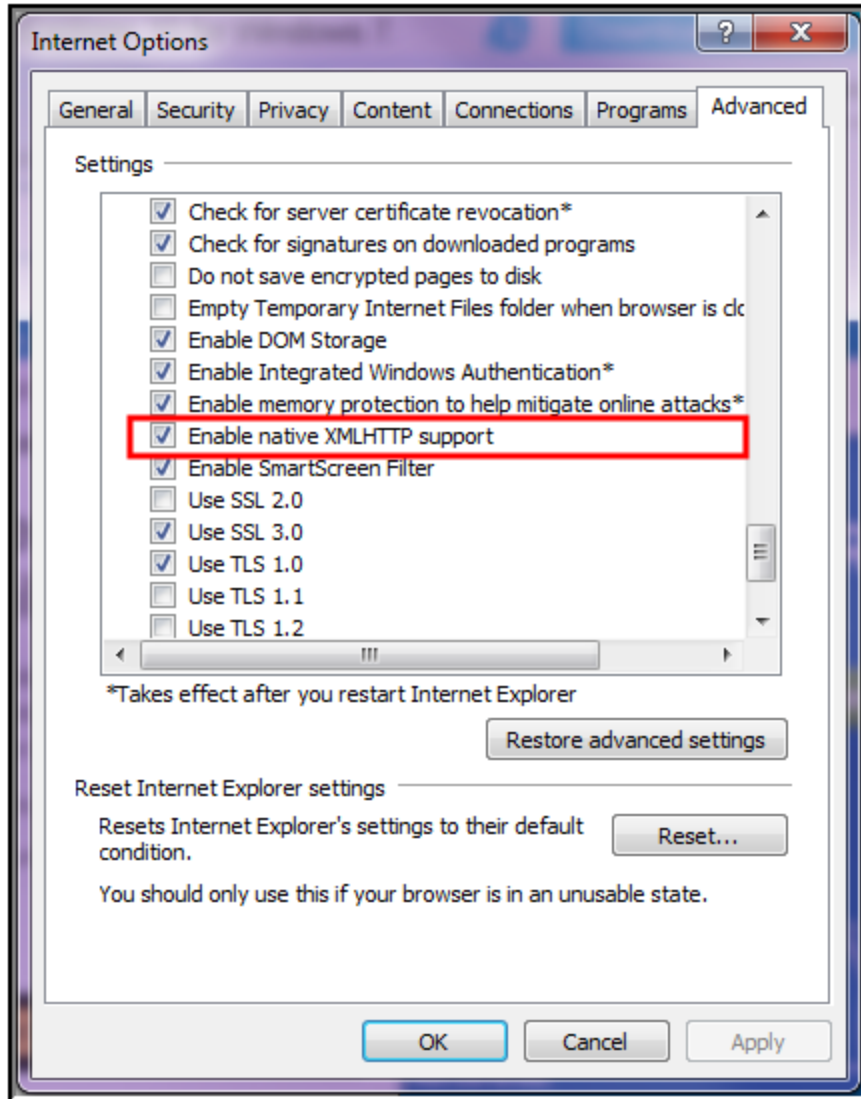 Internet Options
General Security Privacy Content Connections Programs Advanced
Settings
Check for server certificate revocation*
Check for signatures on downloaded programs
Do not save encrypted pages to disk
Empty Temporary Internet Files folder when browser is clo
Enable DOM Storage
Enable Integrated Windows Authentication*
Enable memory protection to help mitigate online attacks*
Enable native XMLHTTP support
Enable SmartScreen Filter
Use SSL 2.0
Use SSL 3.0
Use TLS 1.0
Use TLS 1.1
Use TLS 1.2
*Takes effect after you restart Internet Explorer
Restore advanced settings
Reset Internet Explorer settings
Resets Internet Explorer's settings to their default
condition.
Reset...
You should only use this if your browser is in an unusable state.
OK Cancel Apply